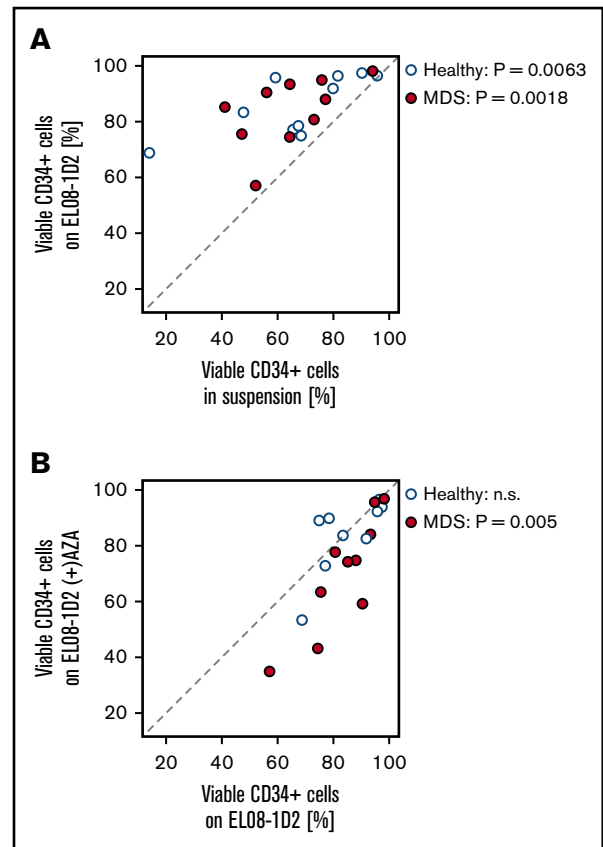 A
100
80
60
40
20
Viable CD34+ cells
on EL08-1D2 [%]
20 40 60 80 100
Viable CD34+ cells
in suspension [%]
Healthy: P = 0.0063
MDS: P = 0.0018
B
100
80
60
40
20
Viable CD34+ cells
on EL08-1D2 (+)AZA
20 40 60 80 100
Viable CD34+ cells
on EL08-1D2 [%]
Healthy: n.s.
MDS: P = 0.005